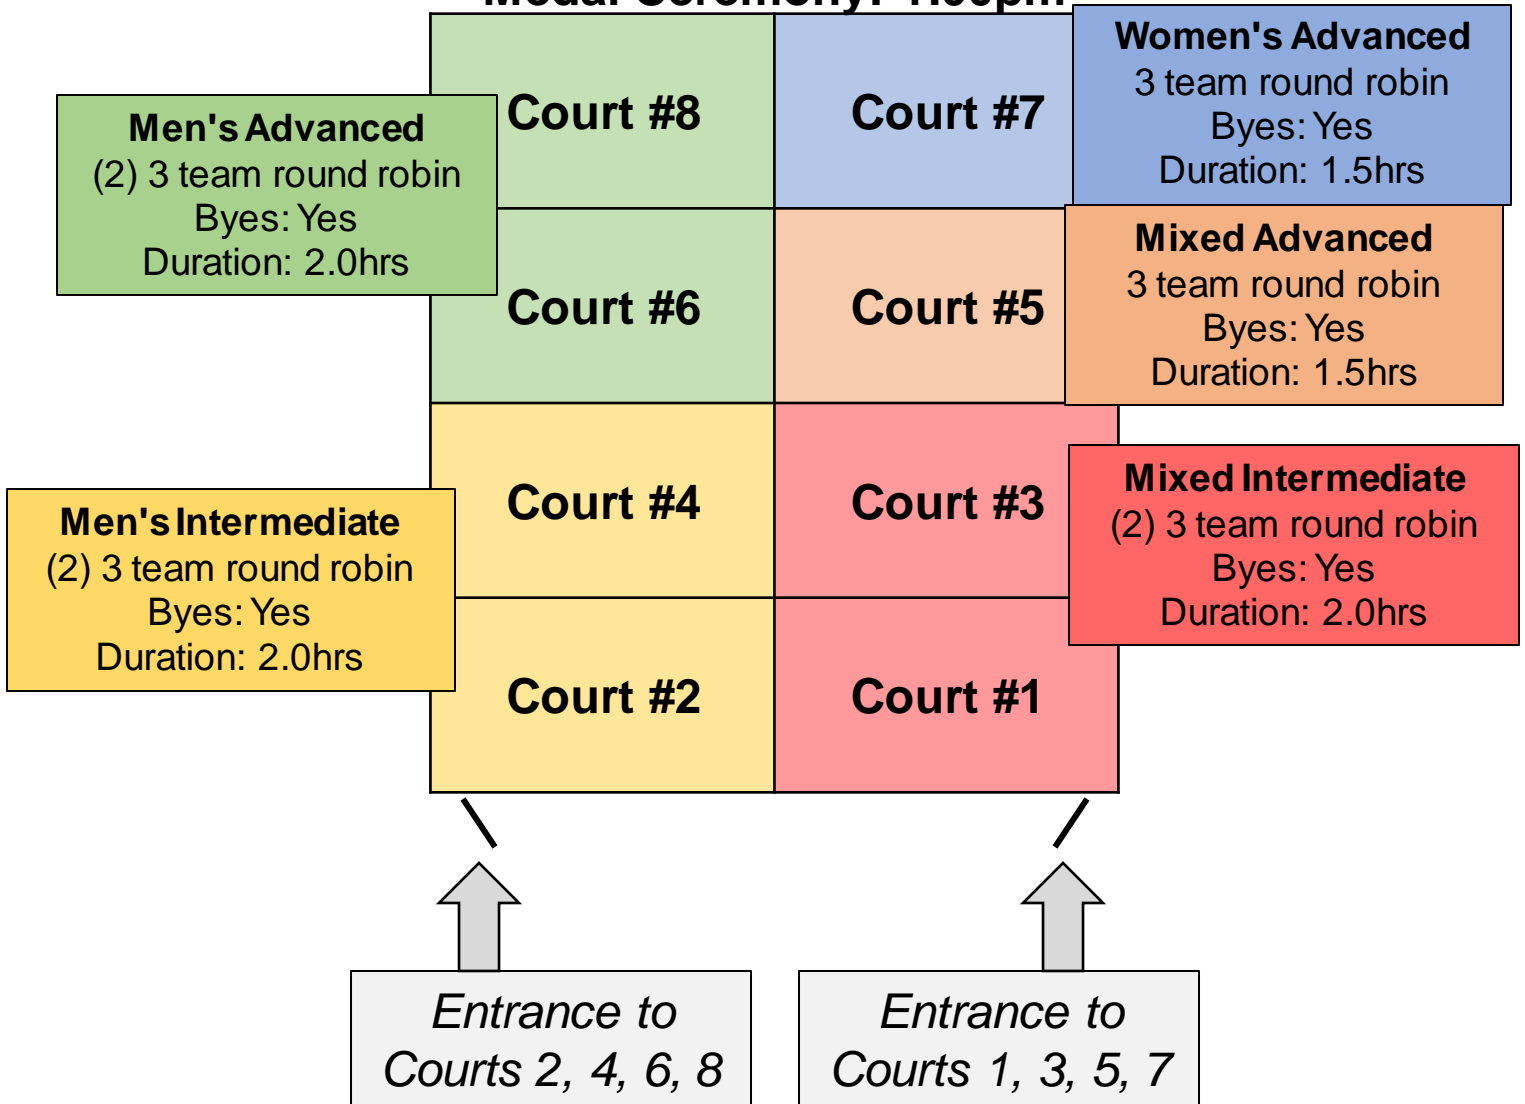 Medal Ceremony:
Women's Advanced
3 team round robin
Byes: Yes
Duration: 1.5hrs
Court #8
Court #7
Men's Advanced
(2) 3 team round robin
Byes: Yes
Duration: 2.0hrs
Mixed Advanced
3 team round robin
Byes: Yes
Duration: 1.5hrs
Court #6
Court #5
Mixed Intermediate
(2) 3 team round robin
Byes: Yes
Duration: 2.0hrs
Court #4
Court #3
Men's Intermediate
(2) 3 team round robin
Byes: Yes
Duration: 2.0hrs
Court #2
Court #1
Entrance to
Courts 2, 4, 6, 8
Entrance to
Courts 1, 3, 5, 7